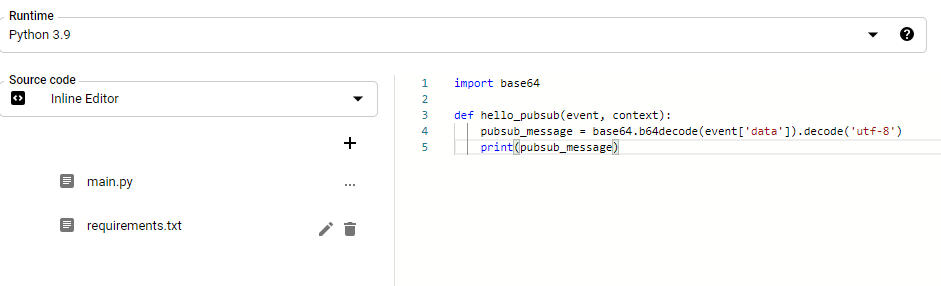 Runtime
Python 3.9
Source code
Inline Editor
main.py
...
requirements.txt
1 import base64
2
3 def hello_pubsub(event, context):
4     pubsub_message = base64.b64decode(event['data']).decode('utf-8')
5     print(pubsub_message)